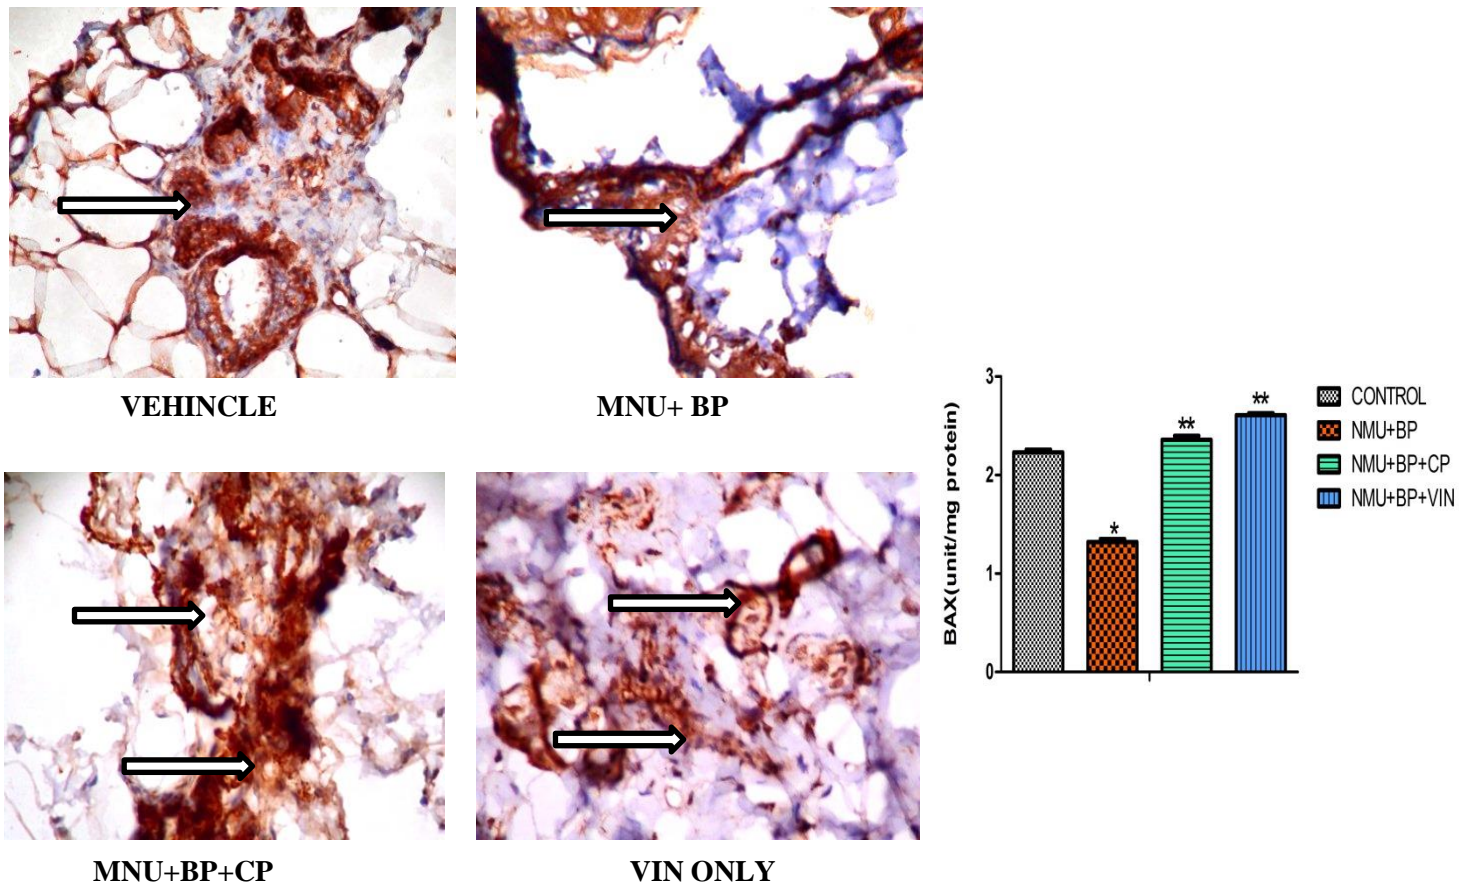 VEHINCLE
MNU+ BP
MNU+BP+CP
VIN ONLY
BAX(unit/mg protein)
3
2
1
0
*
**
**
CONTROL
NMU+BP
NMU+BP+CP
NMU+BP+VIN